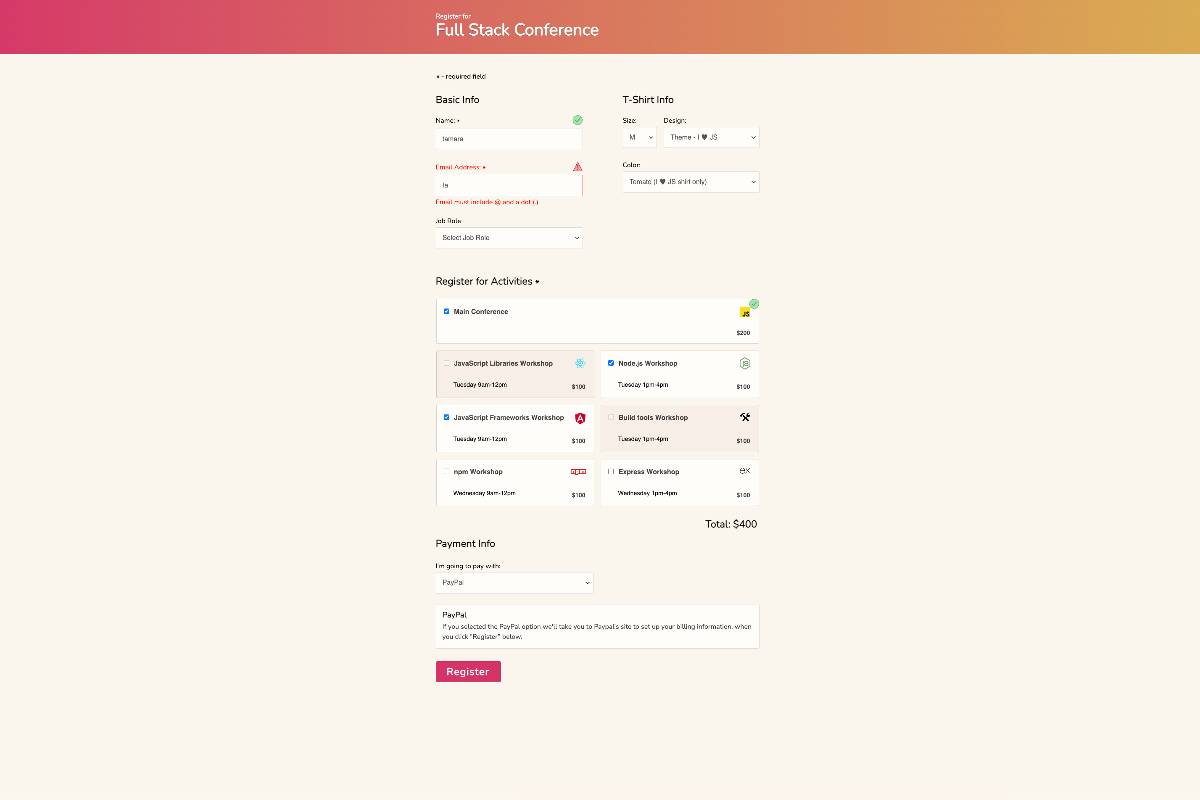 Register for
Full Stack Conference
* - required field
Basic Info
Name: *
tamara
Email Address: *
ta
Email must include @ and a dot (.)
Job Role
Select Job Role
T-Shirt Info
Size:
Design:
M
Theme - I ♥ JS
Color:
Tomato (I ♥ JS shirt only)
Register for Activities *
Main Conference
JS
$200
JavaScript Libraries Workshop
Tuesday 9am-12pm
$100
Node.js Workshop
Tuesday 1pm-4pm
$100
JavaScript Frameworks Workshop
A
Tuesday 9am-12pm
$100
Build tools Workshop
Tuesday 1pm-4pm
$100
npm Workshop
npm
Wednesday 9am-12pm
$100
Express Workshop
ex
Wednesday 1pm-4pm
$100
Total: $400
Payment Info
I'm going to pay with:
PayPal
PayPal
If you selected the PayPal option we'll take you to Paypal's site to set up your billing information, when
you click "Register" below.
Register